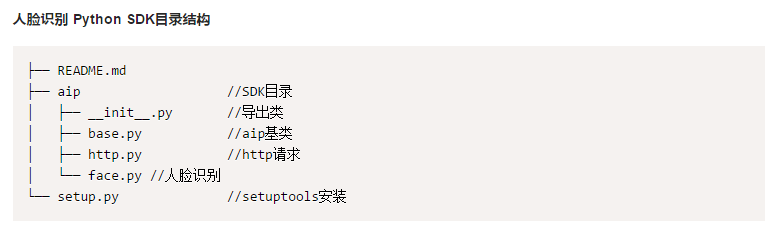 人脸识别 Python SDK目录结构
├── README.md
├── aip                   //SDK目录
│   ├── __init__.py       //导出类
│   ├── base.py           //aip基类
│   ├── http.py           //http请求
│   └── face.py //人脸识别
└── setup.py              //setuptools安装